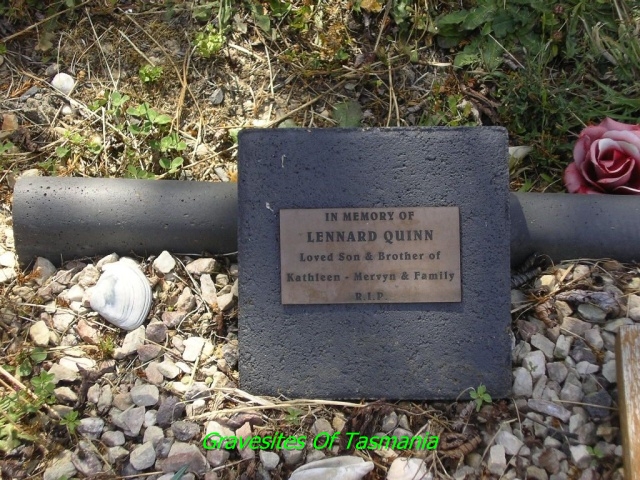 IN MEMORY OF
LENNARD QUINN
Loved Son & Brother of
Kathleen - Mervyn & Family
R.I.P.
Gravesites Of Tasmania